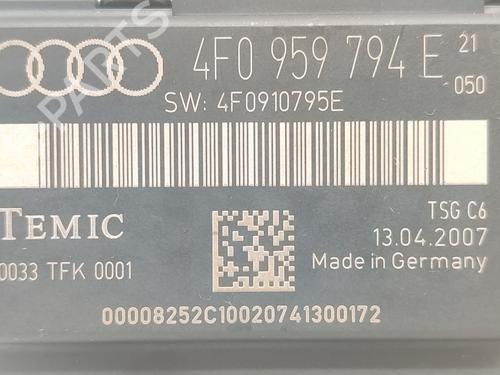 4F0 959 794 E 21
050
SW: 4F0910795E
TEMIC
TSG C6
13.04.2007
0033 TFK 0001
Made in Germany
00008252C10020741300172